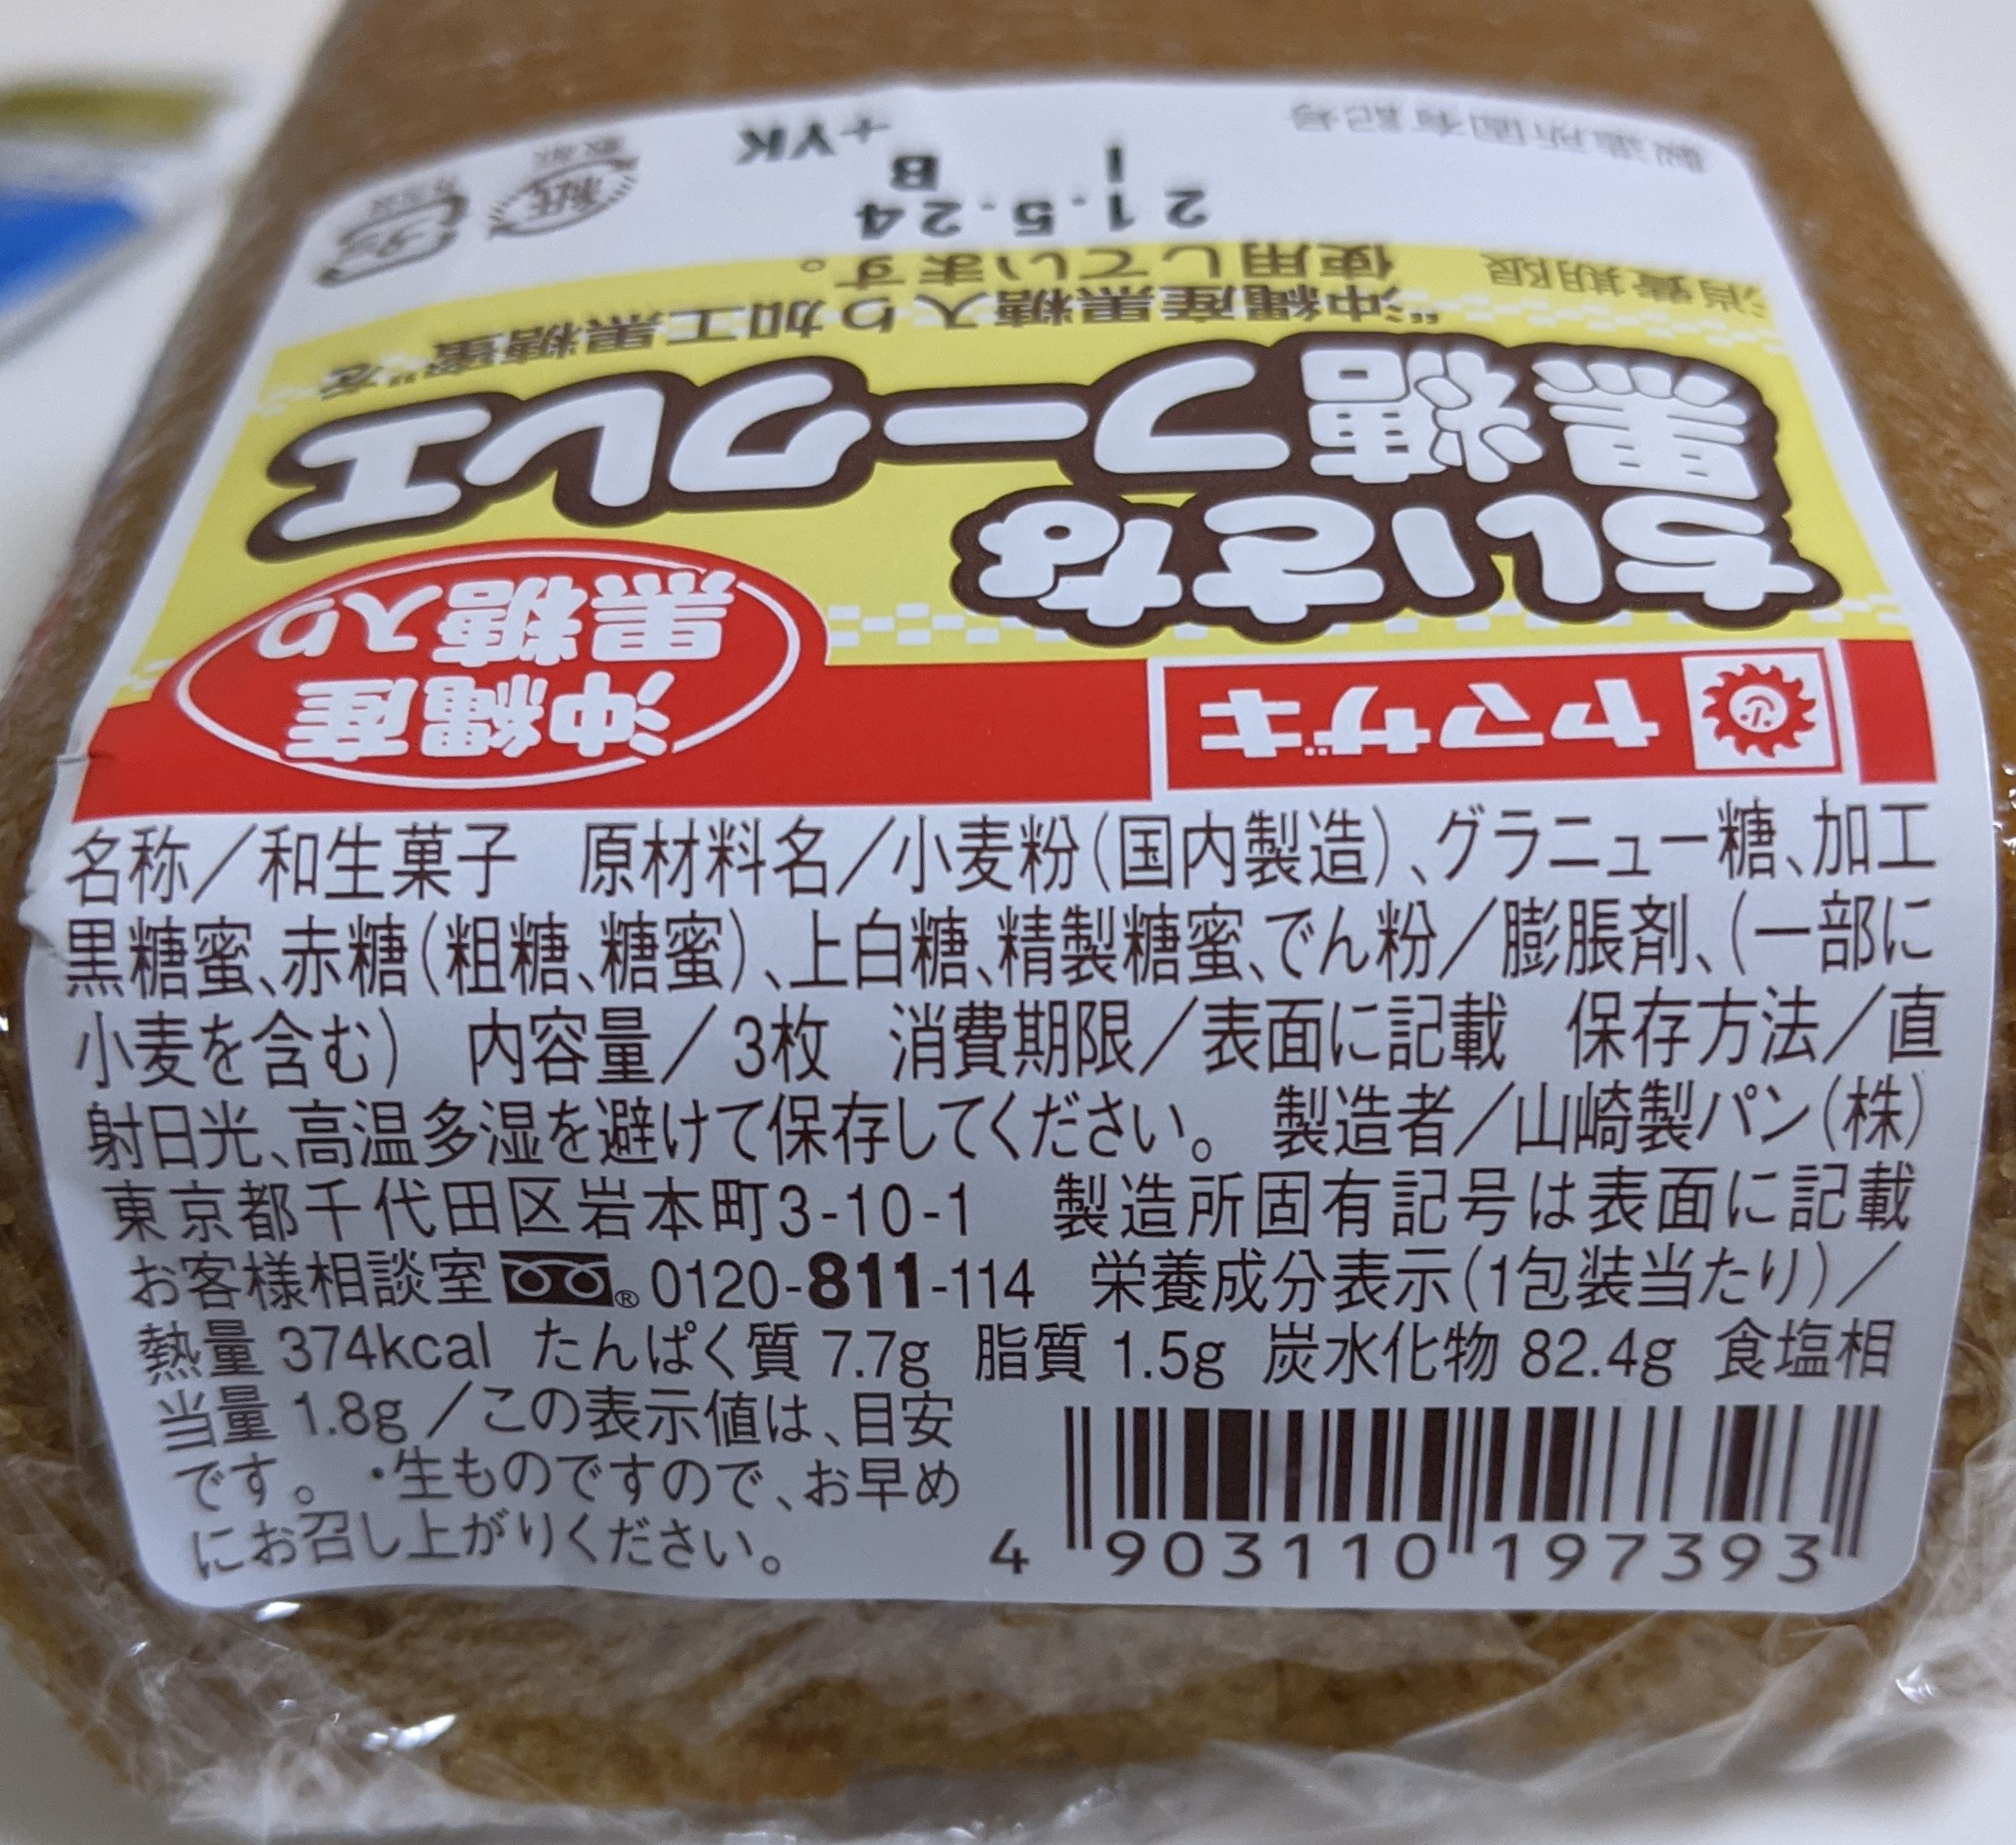 ヤマザキ
沖縄産
黒糖入り
ちいさな
黒糖フークレエ
“沖縄産黒糖入り加工黒糖蜜”を
使用しています。
消費期限
21.5.24
I B
+YK
製造所固有記号
プラ
紙
名称／和生菓子 原材料名／小麦粉(国内製造)、グラニュー糖、加工
黒糖蜜、赤糖(粗糖、糖蜜)、上白糖、精製糖蜜、でん粉／膨脹剤、(一部に
小麦を含む) 内容量／3枚 消費期限／表面に記載 保存方法／直
射日光、高温多湿を避けて保存してください。 製造者／山崎製パン(株)
東京都千代田区岩本町3-10-1 製造所固有記号は表面に記載
お客様相談室 ® 0120-811-114 栄養成分表示(1包装当たり)／
熱量 374kcal たんぱく質 7.7g 脂質 1.5g 炭水化物 82.4g 食塩相
当量 1.8g／この表示値は、目安
です。 ・生ものですので、お早め
にお召し上がりください。
4 903110 197393